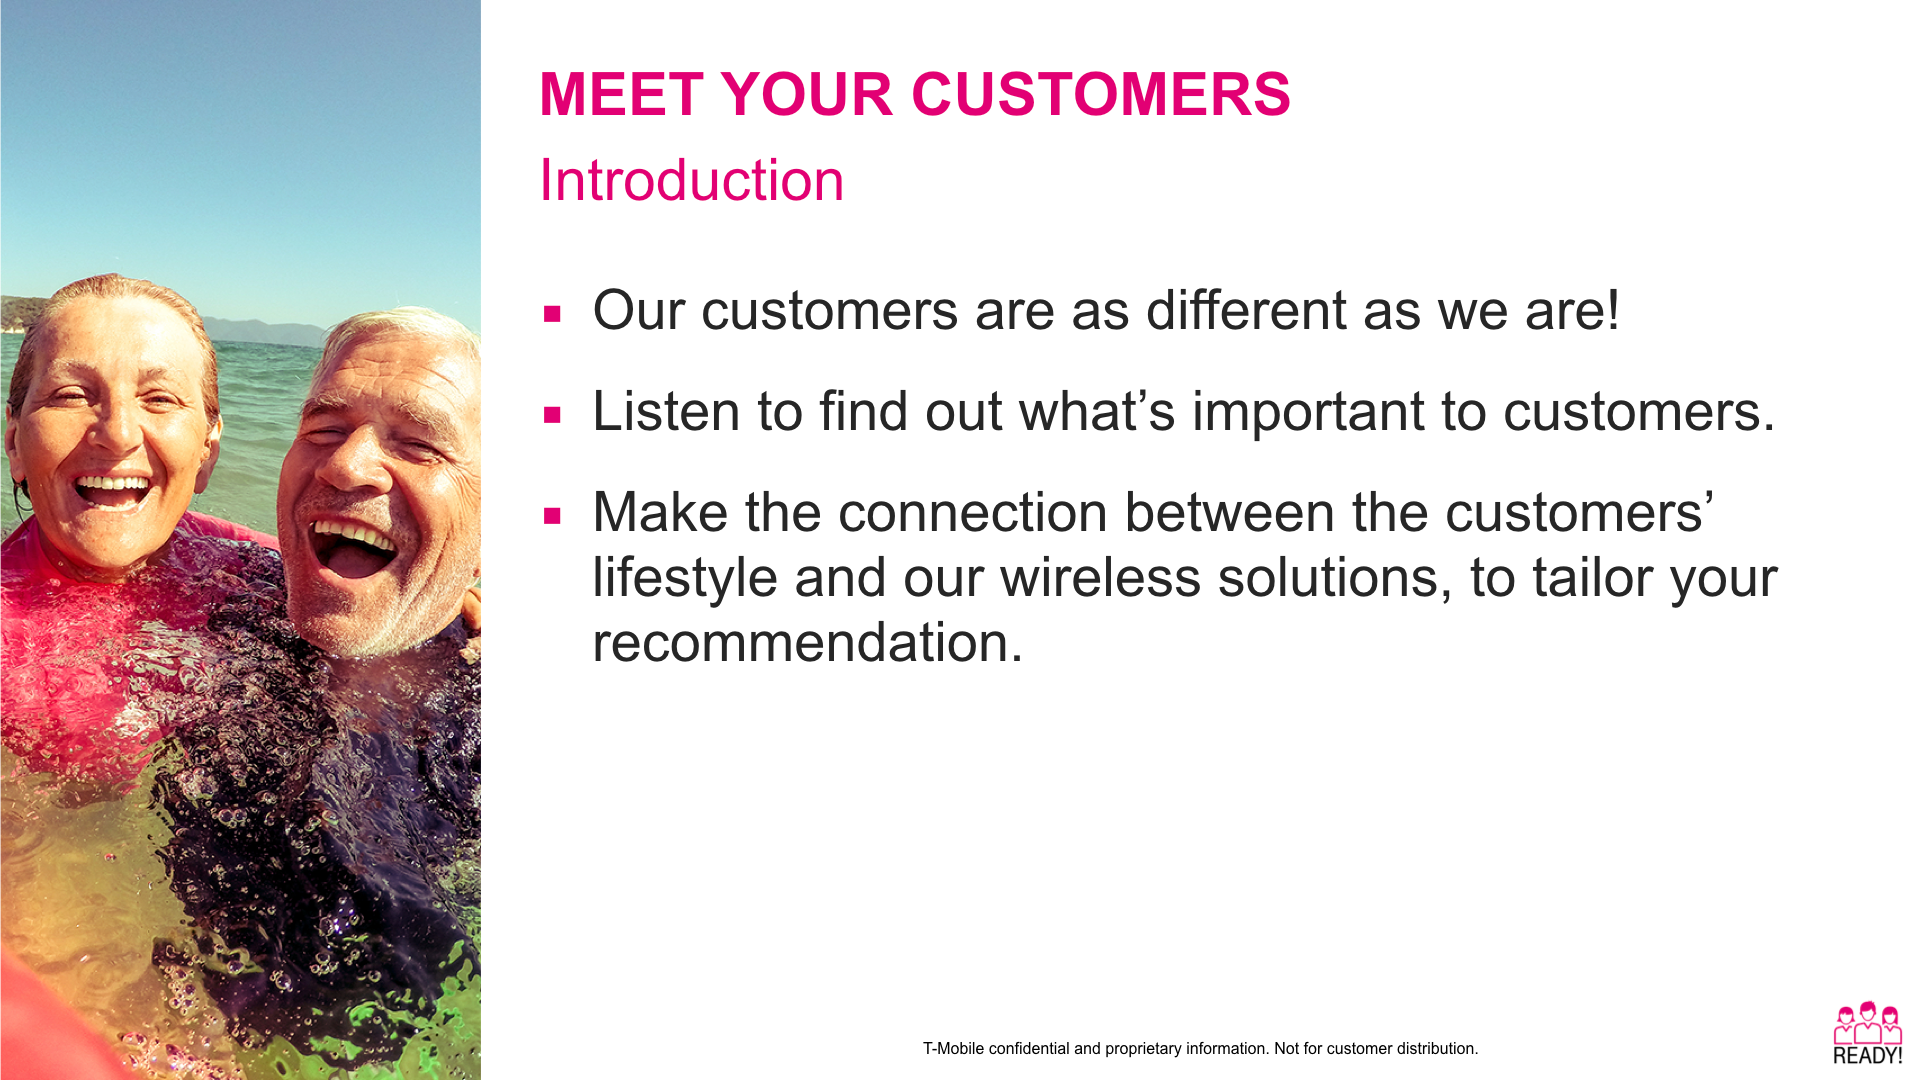 MEET YOUR CUSTOMERS
Introduction
▪ Our customers are as different as we are!
▪ Listen to find out what’s important to customers.
▪ Make the connection between the customers’
lifestyle and our wireless solutions, to tailor your
recommendation.
T-Mobile confidential and proprietary information. Not for customer distribution.
READY!